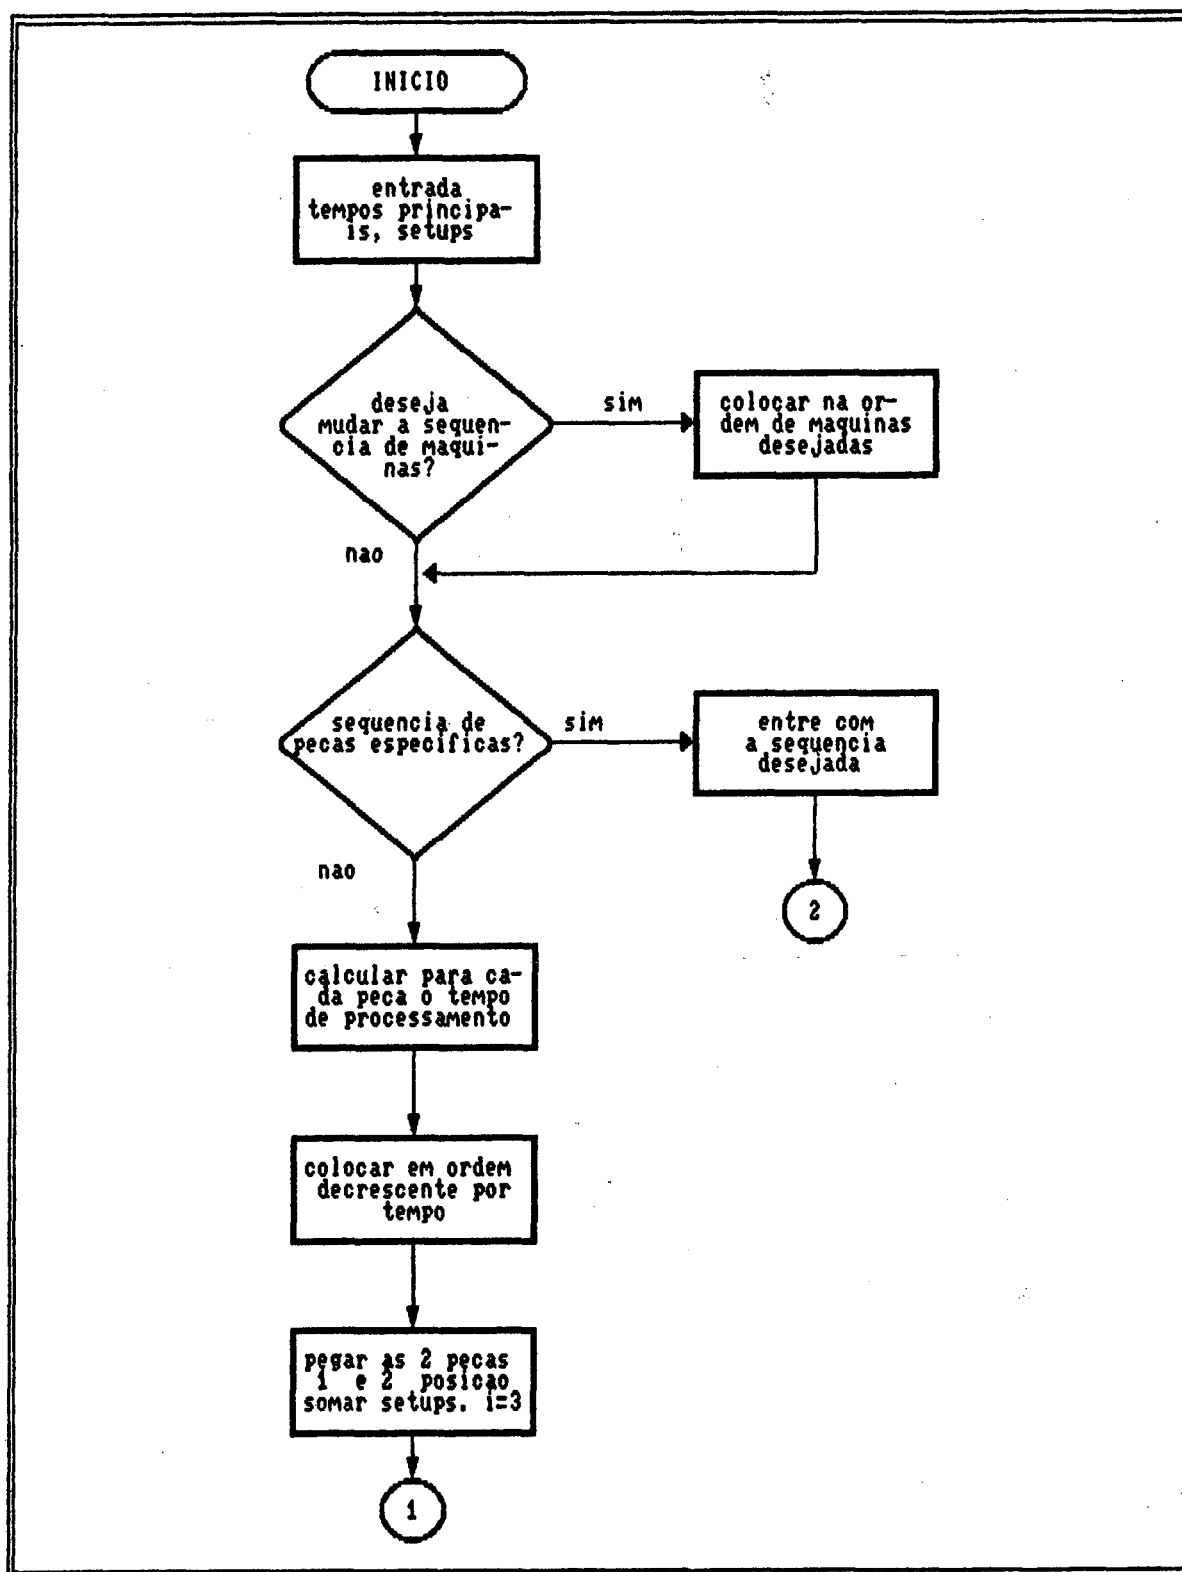 INICIO
entrada
tempos principa-
is, setups
deseja
mudar a sequen-
cia de maqui-
nas?
sim
colocar na or-
dem de maquinas
desejadas
nao
sequencia de
pecas especificas?
sim
entre com
a sequencia
desejada
nao
2
calcular para ca-
da peca o tempo
de processamento
colocar em ordem
decrescente por
tempo
pegar as 2 pecas
1 e 2 posicao
somar setups. i=3
1